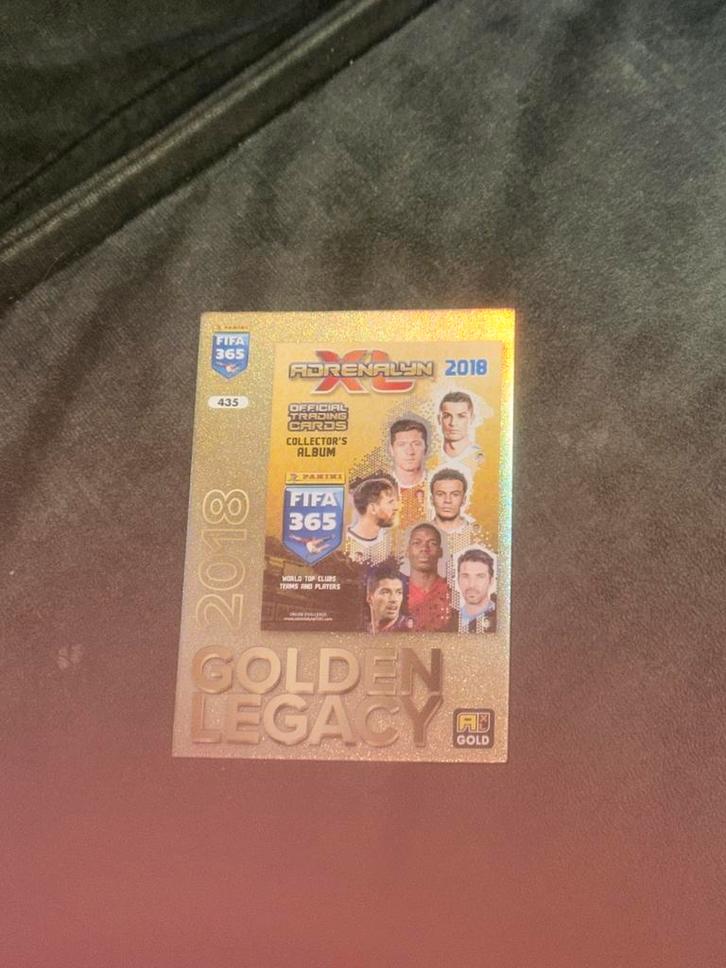 PANINI
FIFA
365
435
2018
ADRENALYN
XL
2018
OFFICIAL
TRADING
CARDS
COLLECTOR'S
ALBUM
PANINI
FIFA
365
WORLD TOP CLUBS
TEAMS AND PLAYERS
GOLDEN
LEGACY
XL
GOLD